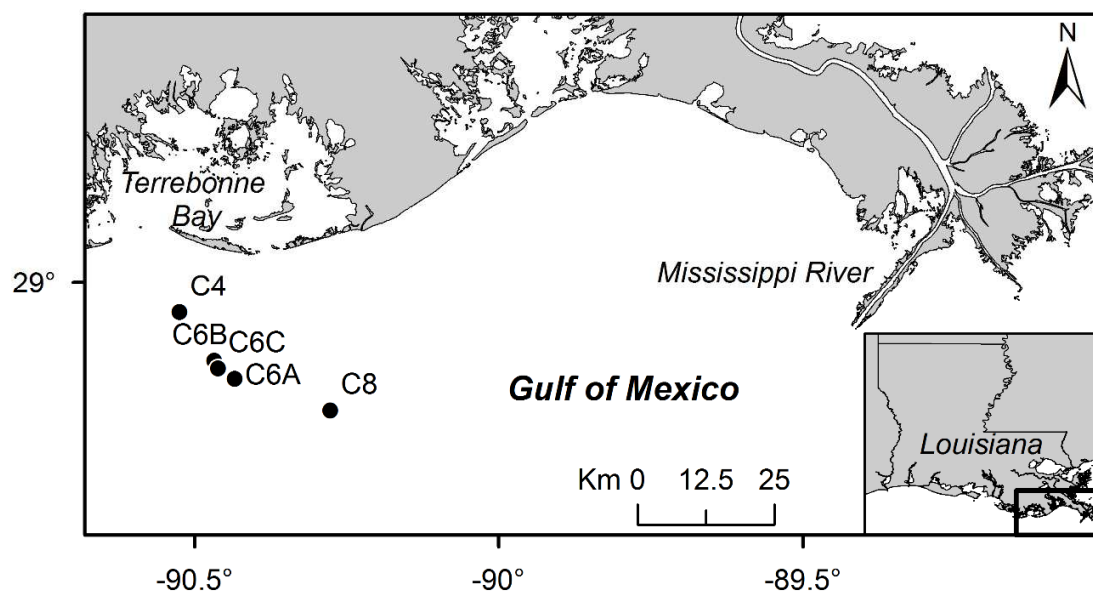 N
Terrebonne
Bay
29°
Mississippi River
C4
C6B
C6C
C6A
C8
Gulf of Mexico
Louisiana
Km 0 12.5 25
-90.5° -90° -89.5°